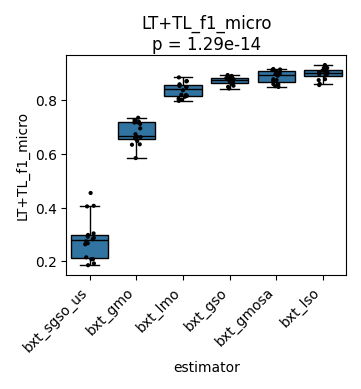 LT+TL_f1_micro
p = 1.29e-14
LT+TL_f1_micro
0.8
0.6
0.4
0.2
bxt_sgso_us
bxt_gmo
bxt_lmo
bxt_gso
bxt_gmosa
bxt_lso
estimator